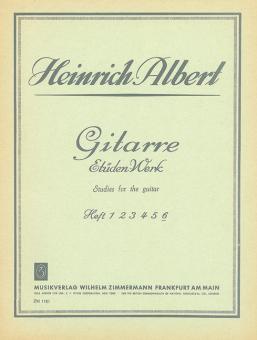 Heinrich Albert
Gitarre
Etüden-Werk
Studies for the guitar
Heft 1 2 3 4 5 6
MUSIKVERLAG WILHELM ZIMMERMANN FRANKFURT AM MAIN